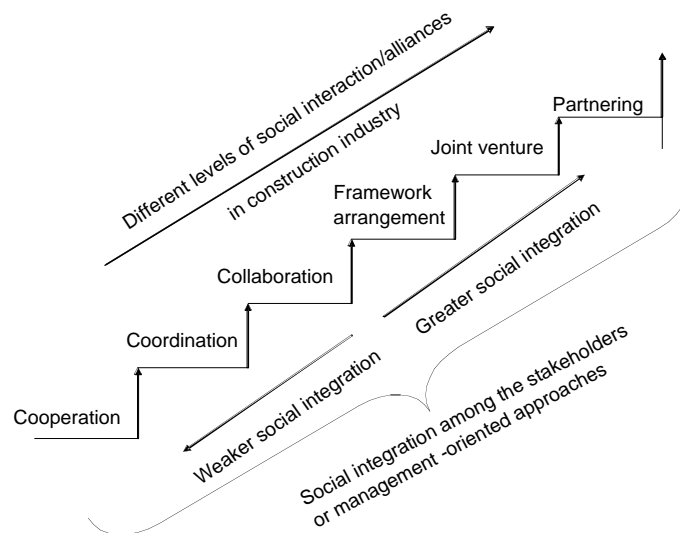 Different levels of social interaction/alliances
in construction industry
Partnering
Joint venture
Framework
arrangement
Collaboration
Coordination
Cooperation
Greater social integration
Weaker social integration
Social integration among the stakeholders
or management -oriented approaches